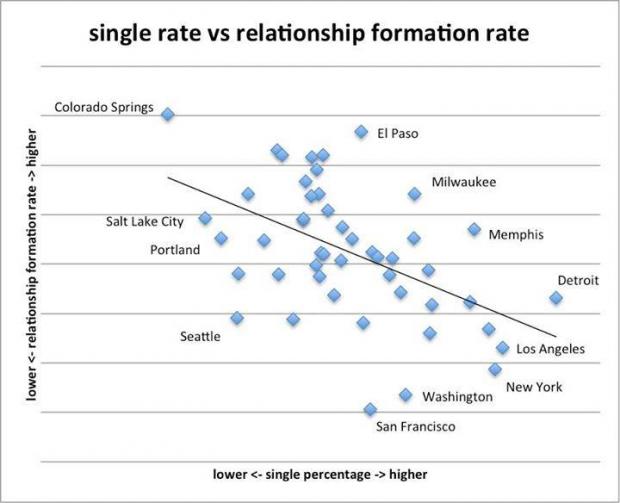 single rate vs relationship formation rate
lower <- relationship formation rate -> higher
Colorado Springs
El Paso
Milwaukee
Salt Lake City
Memphis
Portland
Detroit
Seattle
Los Angeles
New York
Washington
San Francisco
lower <- single percentage -> higher